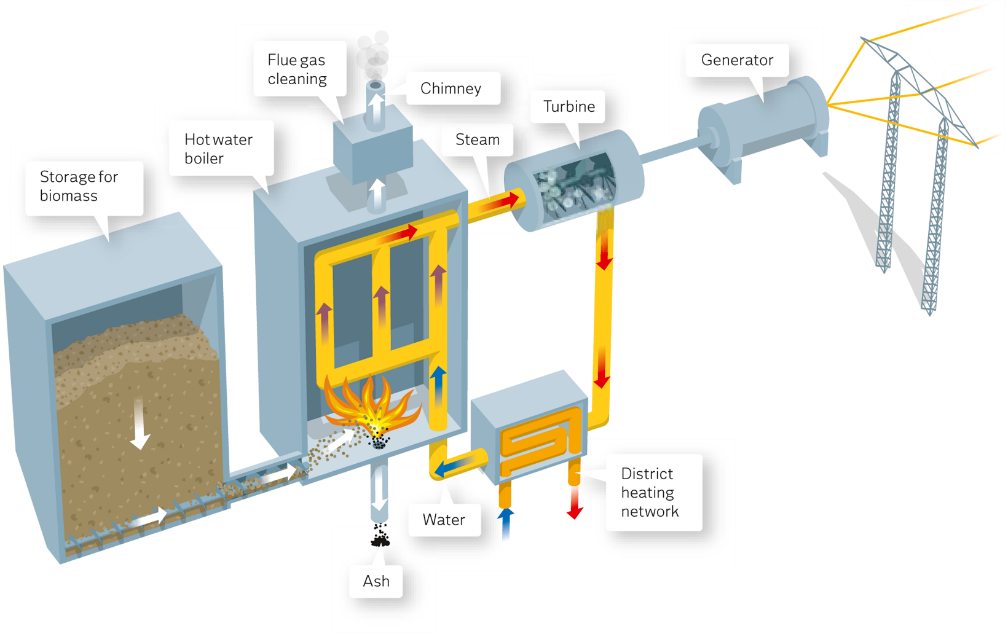 Flue gas
cleaning
Chimney
Generator
Turbine
Hot water
boiler
Steam
Storage for
biomass
District
heating
network
Water
Ash